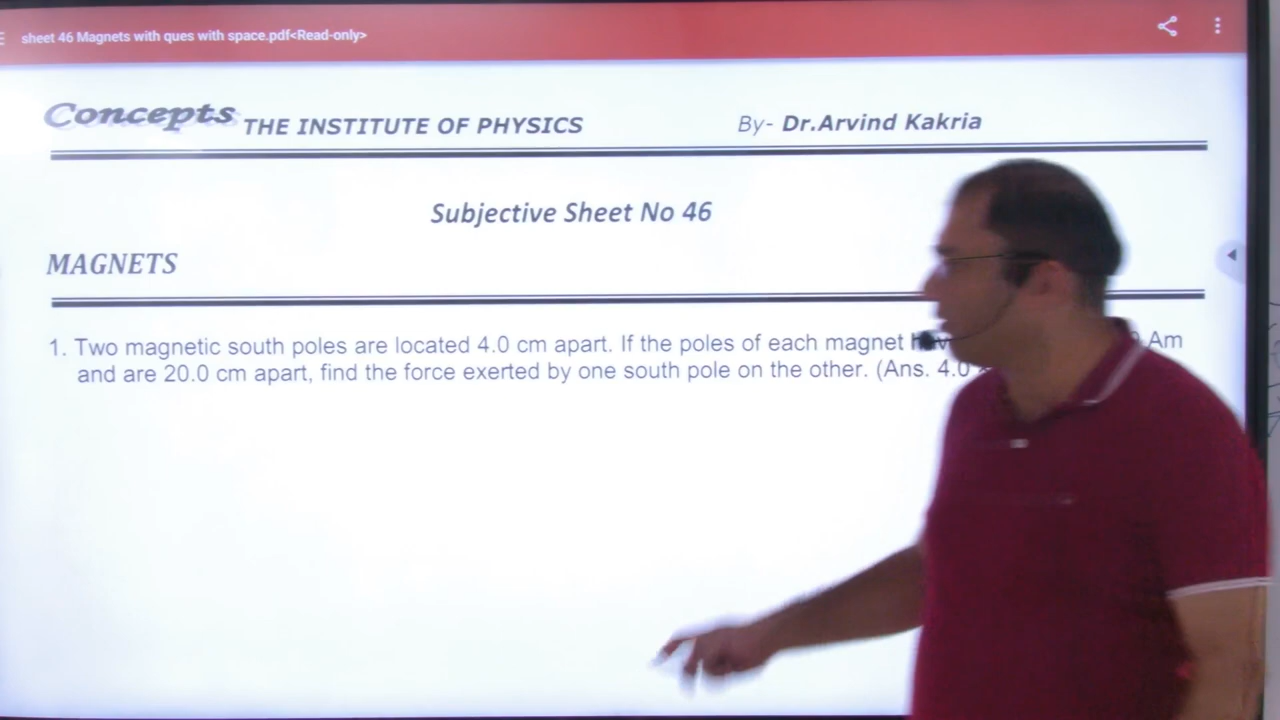 sheet 46 Magnets with ques with space.pdf<Read-only>
Concepts THE INSTITUTE OF PHYSICS By- Dr.Arvind Kakria
Subjective Sheet No 46
MAGNETS
1. Two magnetic south poles are located 4.0 cm apart. If the poles of each magnet Am
and are 20.0 cm apart, find the force exerted by one south pole on the other. (Ans. 4.0